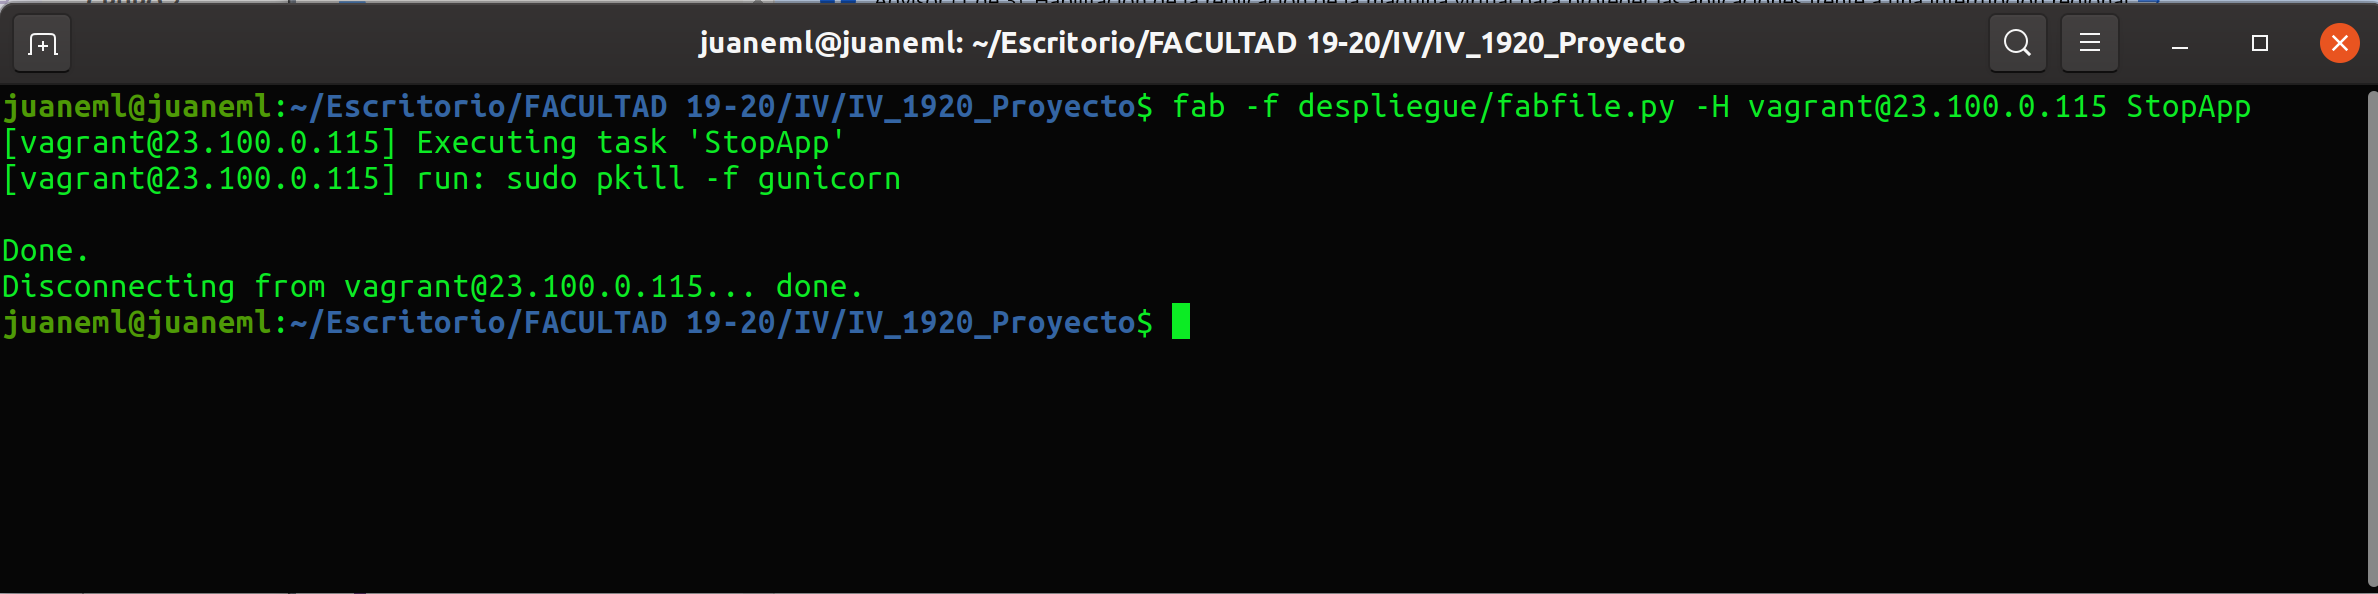 juaneml@juaneml: ~/Escritorio/FACULTAD 19-20/IV/IV_1920_Proyecto
juaneml@juaneml:~/Escritorio/FACULTAD 19-20/IV/IV_1920_Proyecto$ fab -f despliegue/fabfile.py -H vagrant@23.100.0.115 StopApp
[vagrant@23.100.0.115] Executing task 'StopApp'
[vagrant@23.100.0.115] run: sudo pkill -f gunicorn
Done.
Disconnecting from vagrant@23.100.0.115... done.
juaneml@juaneml:~/Escritorio/FACULTAD 19-20/IV/IV_1920_Proyecto$